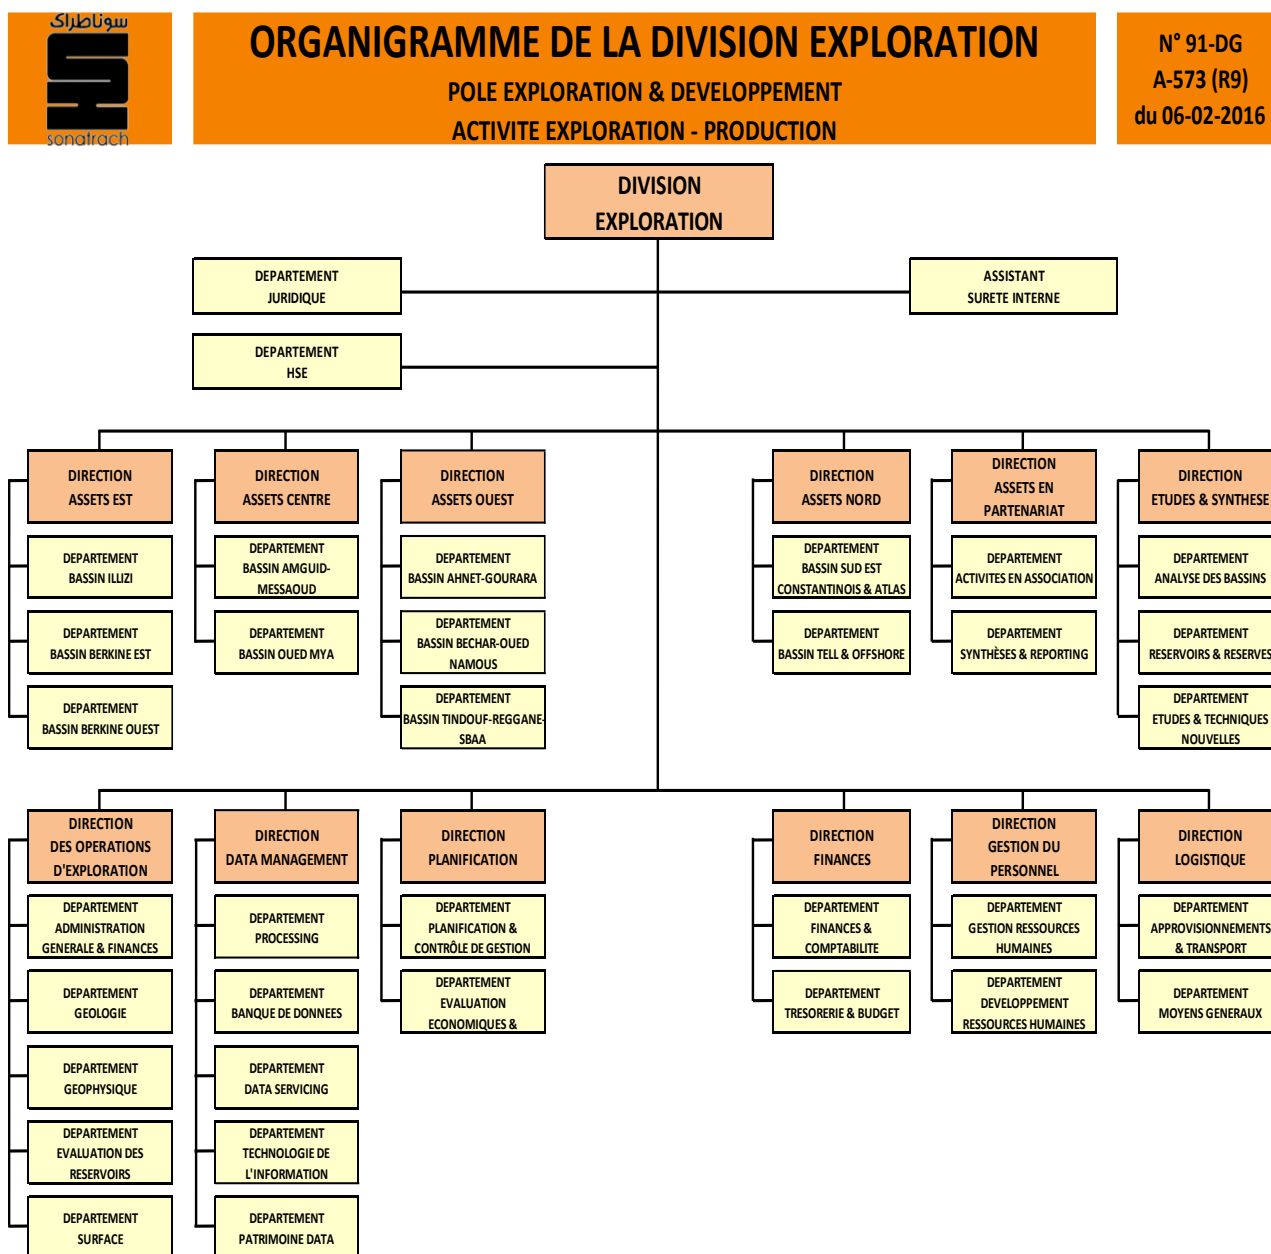 سوناطراك
sonatrach
ORGANIGRAMME DE LA DIVISION EXPLORATION
POLE EXPLORATION & DEVELOPPEMENT
ACTIVITE EXPLORATION - PRODUCTION
N° 91-DG
A-573 (R9)
du 06-02-2016
DIVISION
EXPLORATION
DEPARTEMENT
JURIDIQUE
ASSISTANT
SURETE INTERNE
DEPARTEMENT
HSE
DIRECTION
ASSETS EST
DIRECTION
ASSETS CENTRE
DIRECTION
ASSETS OUEST
DIRECTION
ASSETS NORD
DIRECTION
ASSETS EN
PARTENARIAT
DIRECTION
ETUDES & SYNTHESE
DEPARTEMENT
BASSIN ILLIZI
DEPARTEMENT
BASSIN AMGUID-
MESSAOUD
DEPARTEMENT
BASSIN AHNET-GOURARA
DEPARTEMENT
BASSIN SUD EST
CONSTANTINOIS & ATLAS
DEPARTEMENT
ACTIVITES EN ASSOCIATION
DEPARTEMENT
ANALYSE DES BASSINS
DEPARTEMENT
BASSIN BERKINE EST
DEPARTEMENT
BASSIN OUED MYA
DEPARTEMENT
BASSIN BECHAR-OUED
NAMOUS
DEPARTEMENT
BASSIN TELL & OFFSHORE
DEPARTEMENT
SYNTHÈSES & REPORTING
DEPARTEMENT
RESERVOIRS & RESERVES
DEPARTEMENT
BASSIN BERKINE OUEST
DEPARTEMENT
BASSIN TINDOUF-REGGANE-
SBAA
DEPARTEMENT
ETUDES & TECHNIQUES
NOUVELLES
DIRECTION
DES OPERATIONS
D'EXPLORATION
DIRECTION
DATA MANAGEMENT
DIRECTION
PLANIFICATION
DIRECTION
FINANCES
DIRECTION
GESTION DU
PERSONNEL
DIRECTION
LOGISTIQUE
DEPARTEMENT
ADMINISTRATION
GENERALE & FINANCES
DEPARTEMENT
PROCESSING
DEPARTEMENT
PLANIFICATION &
CONTRÔLE DE GESTION
DEPARTEMENT
FINANCES &
COMPTABILITE
DEPARTEMENT
GESTION RESSOURCES
HUMAINES
DEPARTEMENT
APPROVISIONNEMENTS
& TRANSPORT
DEPARTEMENT
GEOLOGIE
DEPARTEMENT
BANQUE DE DONNEES
DEPARTEMENT
EVALUATION
ECONOMIQUES &
DEPARTEMENT
TRESORERIE & BUDGET
DEPARTEMENT
DEVELOPPEMENT
RESSOURCES HUMAINES
DEPARTEMENT
MOYENS GENERAUX
DEPARTEMENT
GEOPHYSIQUE
DEPARTEMENT
DATA SERVICING
DEPARTEMENT
EVALUATION DES
RESERVOIRS
DEPARTEMENT
TECHNOLOGIE DE
L'INFORMATION
DEPARTEMENT
SURFACE
DEPARTEMENT
PATRIMOINE DATA